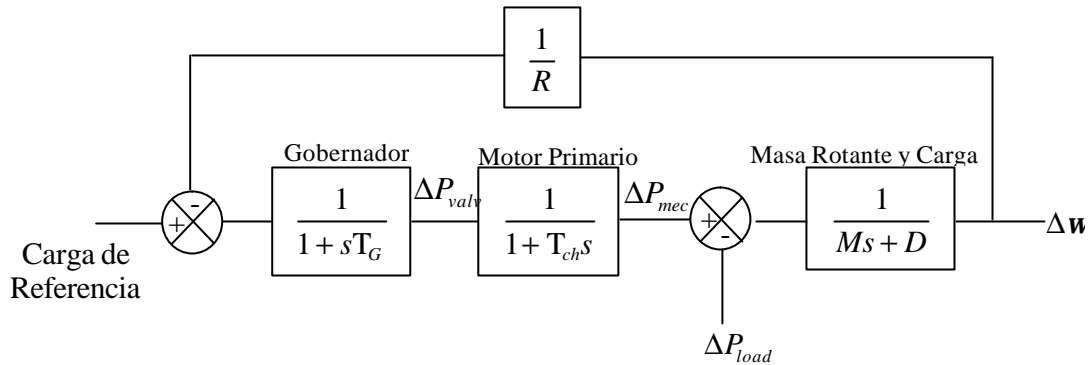 1
R
Gobernador
Motor Primario
Masa Rotante y Carga
-
+
1
1 + sT_G
ΔP_valv
1
1 + T_ch s
ΔP_mec
+
-
1
Ms + D
Δw
Carga de
Referencia
ΔP_load